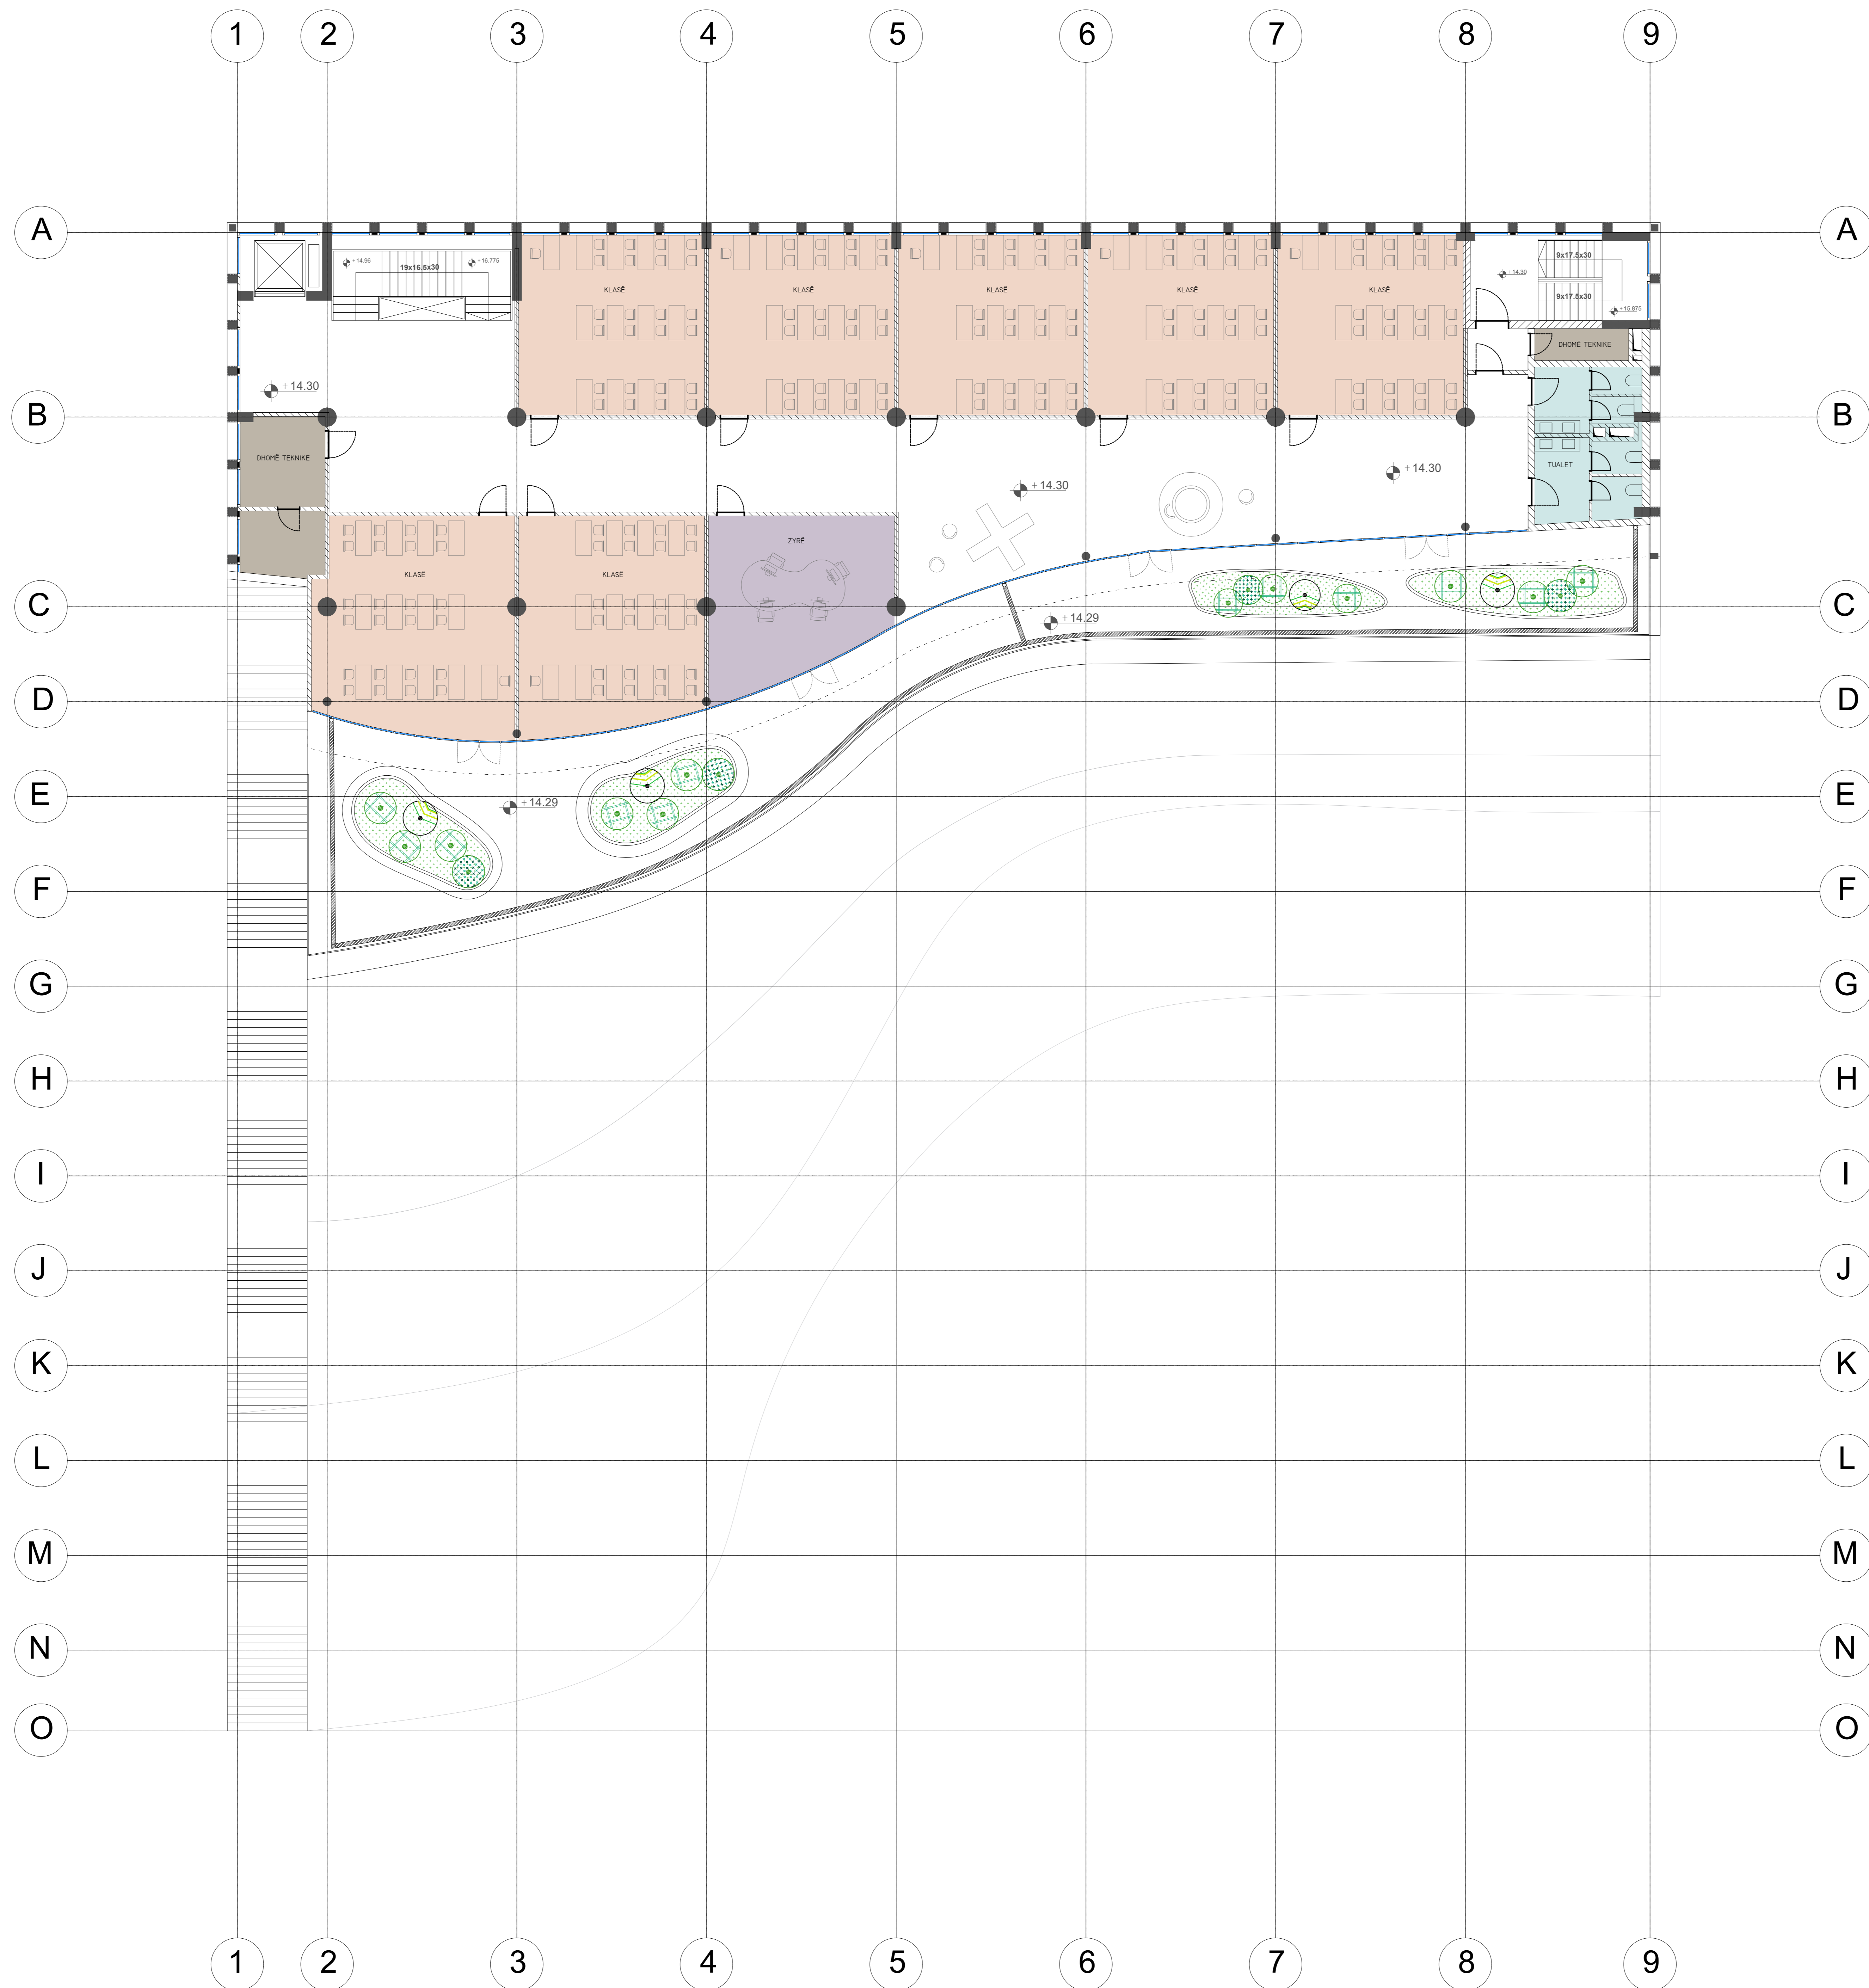 1 2 3 4 5 6 7 8 9
A A
+14.96 19x16.5x30 +16.775
9x17.5x30
+14.30
KLASË KLASË KLASË KLASË KLASË
9x17.5x30
+15.875
DHOMË TEKNIKE
+14.30
B B
DHOMË TEKNIKE
TUALET
+14.30
+14.30
ZYRË
KLASË KLASË
C C
+14.29
D D
E E
+14.29
F F
G G
H H
I I
J J
K K
L L
M M
N N
O O
1 2 3 4 5 6 7 8 9